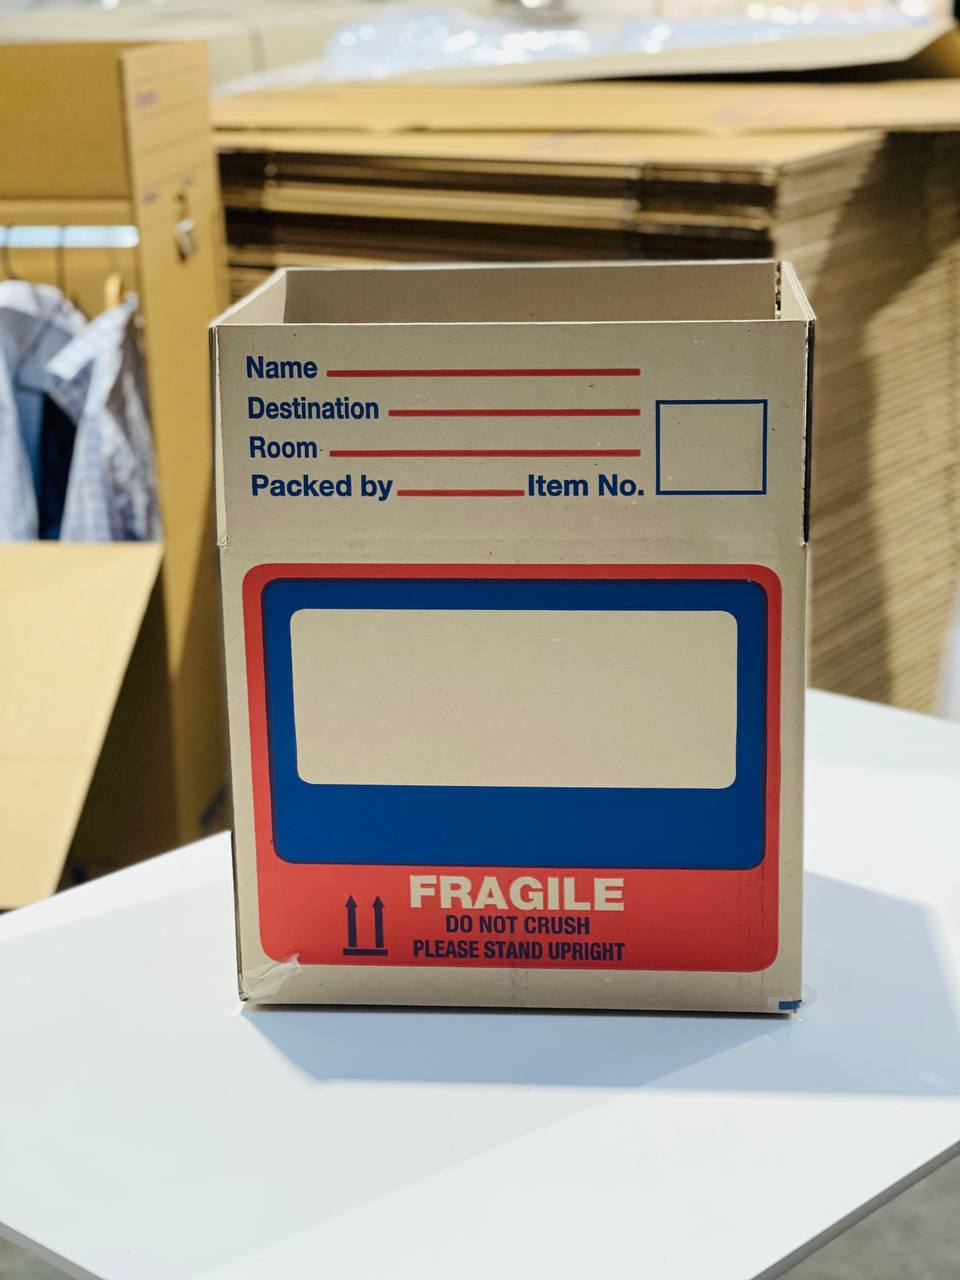 Name
Destination
Room
Packed by Item No.
FRAGILE
DO NOT CRUSH
PLEASE STAND UPRIGHT